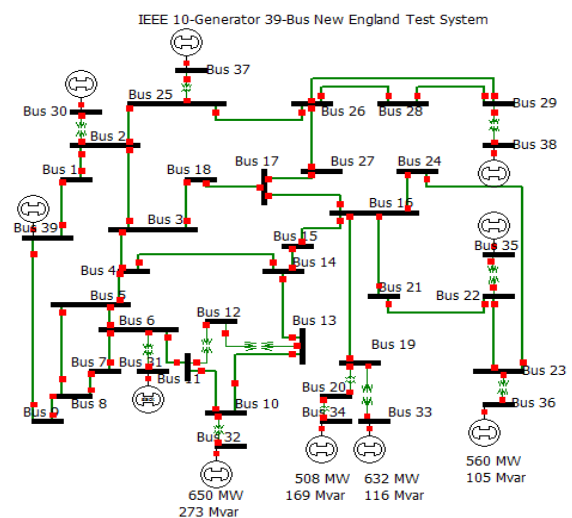 IEEE 10-Generator 39-Bus New England Test System
Bus 37
Bus 30
Bus 25
Bus 26
Bus 28
Bus 29
Bus 2
Bus 38
Bus 1
Bus 18
Bus 17
Bus 27
Bus 24
Bus 39
Bus 3
Bus 16
Bus 15
Bus 35
Bus 4
Bus 14
Bus 5
Bus 21
Bus 22
Bus 6
Bus 12
Bus 13
Bus 19
Bus 7
Bus 31
Bus 11
Bus 23
Bus 9
Bus 8
Bus 10
Bus 20
Bus 34
Bus 33
Bus 36
Bus 32
508 MW
169 Mvar
632 MW
116 Mvar
560 MW
105 Mvar
650 MW
273 Mvar